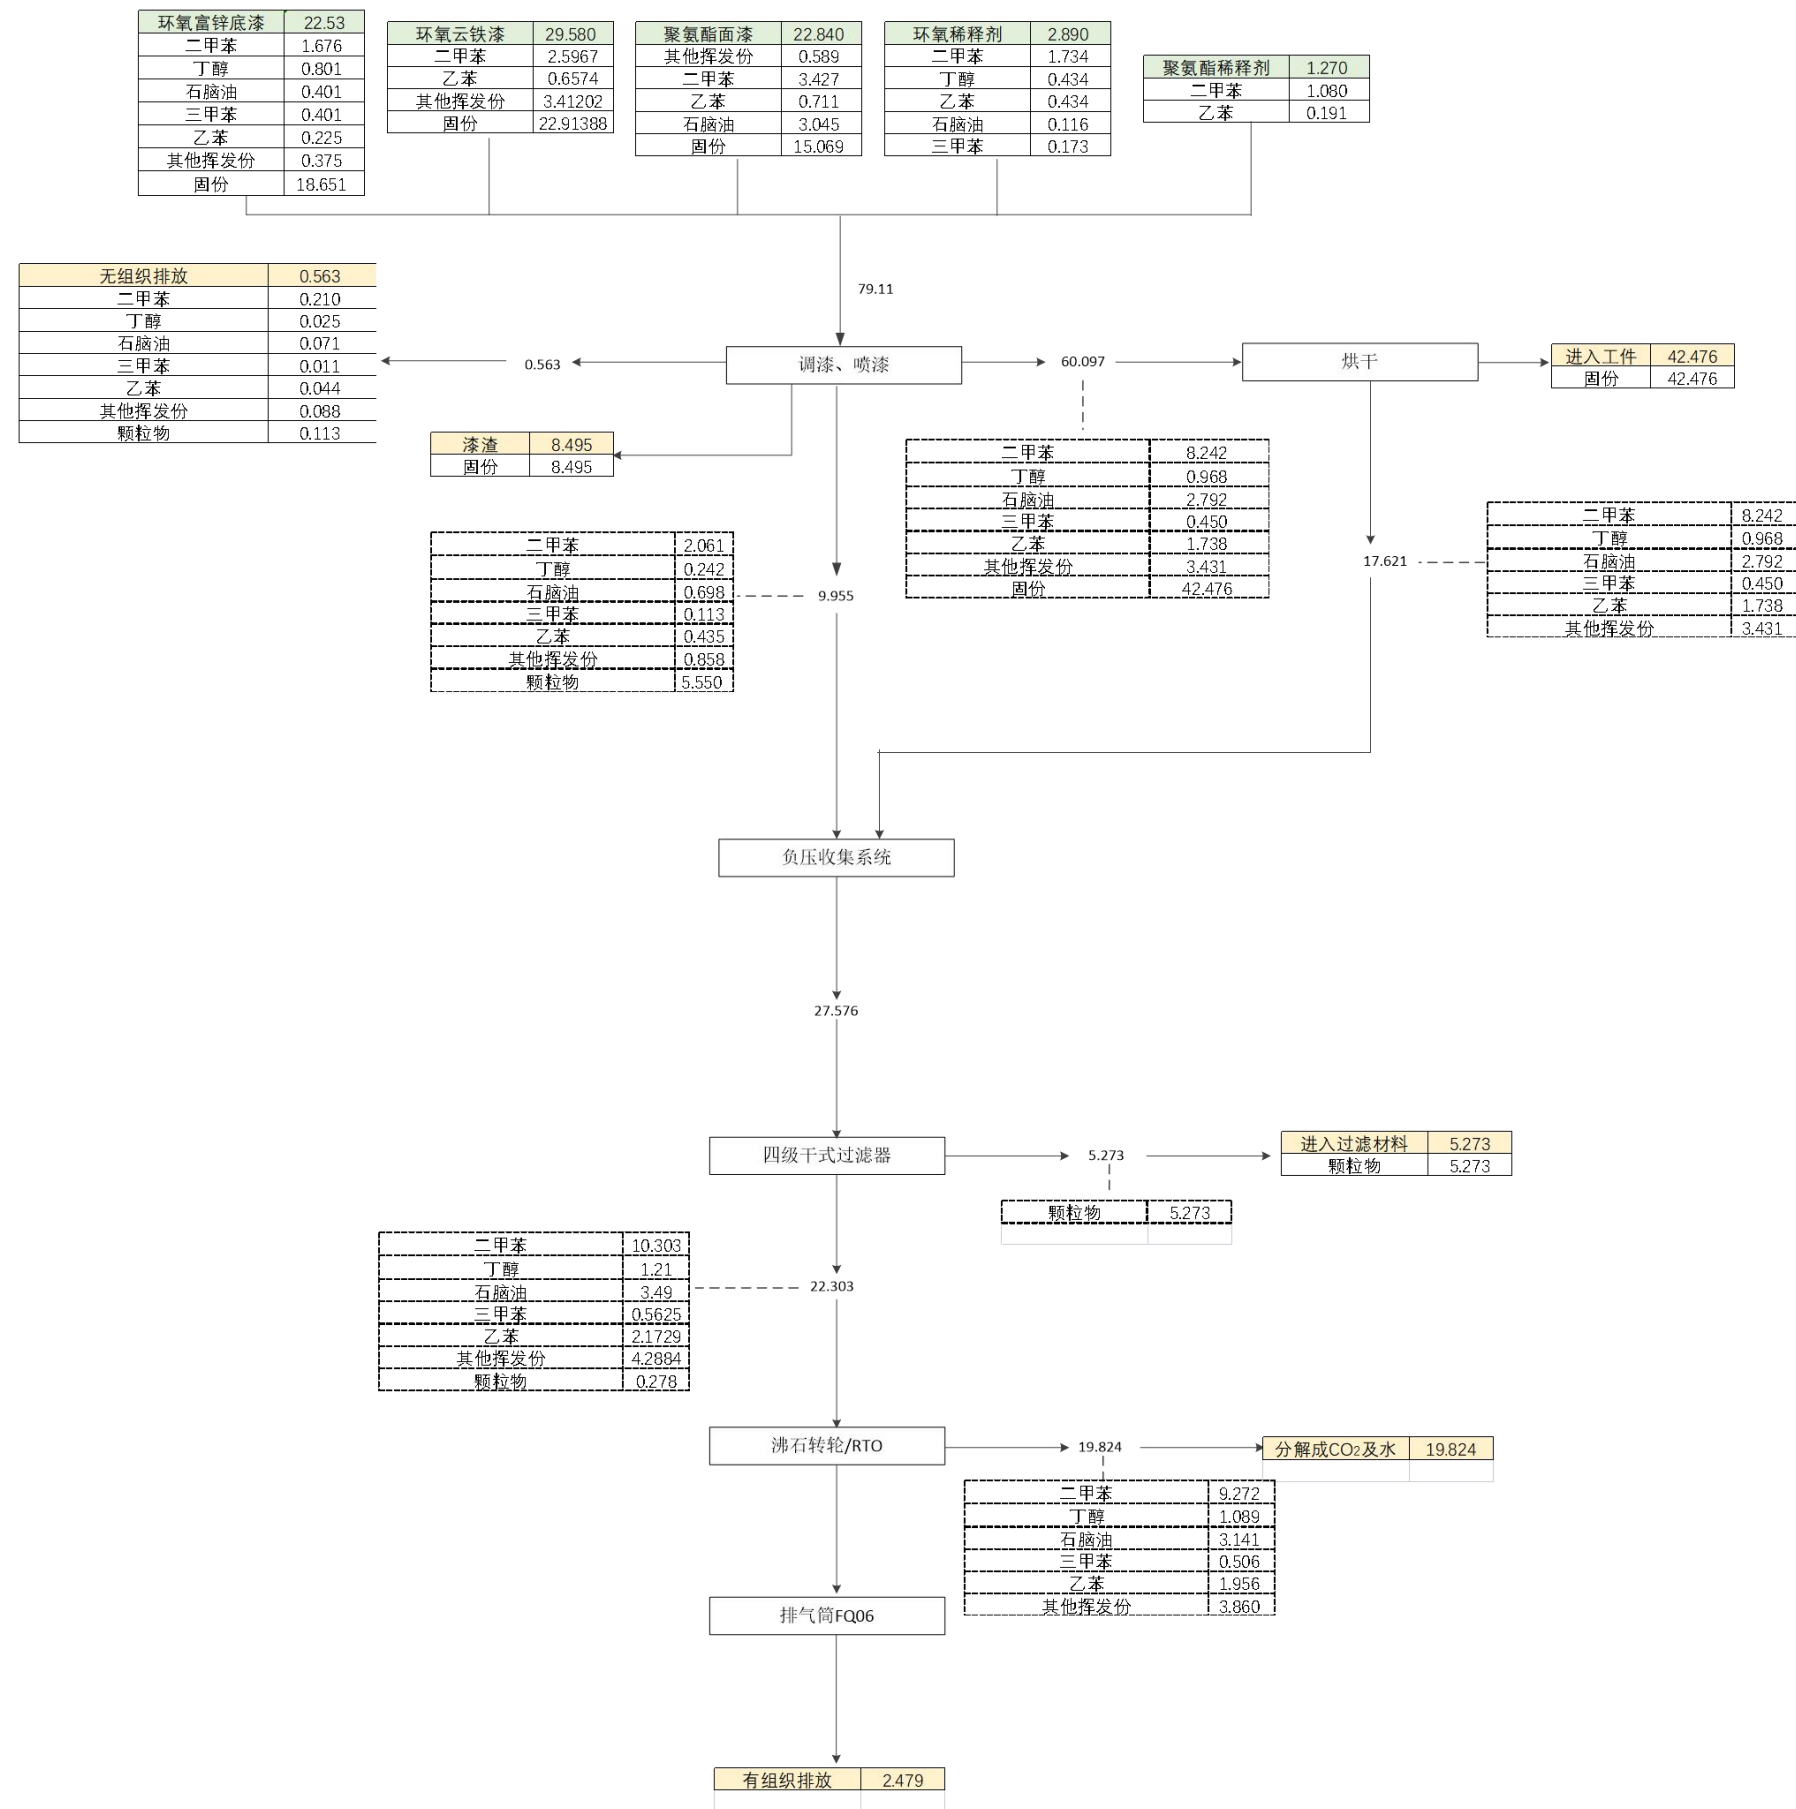 环氧富锌底漆 22.53
二甲苯 1.676
丁醇 0.801
石脑油 0.401
三甲苯 0.401
乙苯 0.225
其他挥发份 0.375
固份 18.651
环氧云铁漆 29.580
二甲苯 2.5967
乙苯 0.6574
其他挥发份 3.41202
固份 22.91388
聚氨酯面漆 22.840
其他挥发份 0.589
二甲苯 3.427
乙苯 0.711
石脑油 3.045
固份 15.069
环氧稀释剂 2.890
二甲苯 1.734
丁醇 0.434
乙苯 0.434
石脑油 0.116
三甲苯 0.173
聚氨酯稀释剂 1.270
二甲苯 1.080
乙苯 0.191
79.11
无组织排放 0.563
二甲苯 0.210
丁醇 0.025
石脑油 0.071
三甲苯 0.011
乙苯 0.044
其他挥发份 0.088
颗粒物 0.113
0.563
调漆、喷漆
60.097
烘干
进入工件 42.476
固份 42.476
漆渣 8.495
固份 8.495
二甲苯 8.242
丁醇 0.968
石脑油 2.792
三甲苯 0.450
乙苯 1.738
其他挥发份 3.431
固份 42.476
二甲苯 2.061
丁醇 0.242
石脑油 0.698
三甲苯 0.113
乙苯 0.435
其他挥发份 0.858
颗粒物 5.550
9.955
17.621
二甲苯 8.242
丁醇 0.968
石脑油 2.792
三甲苯 0.450
乙苯 1.738
其他挥发份 3.431
负压收集系统
27.576
四级干式过滤器
5.273
进入过滤材料 5.273
颗粒物 5.273
颗粒物 5.273
二甲苯 10.303
丁醇 1.21
石脑油 3.49
三甲苯 0.5625
乙苯 2.1729
其他挥发份 4.2884
颗粒物 0.278
22.303
沸石转轮/RTO
19.824
分解成CO2及水 19.824
二甲苯 9.272
丁醇 1.089
石脑油 3.141
三甲苯 0.506
乙苯 1.956
其他挥发份 3.860
排气筒FQ06
有组织排放 2.479